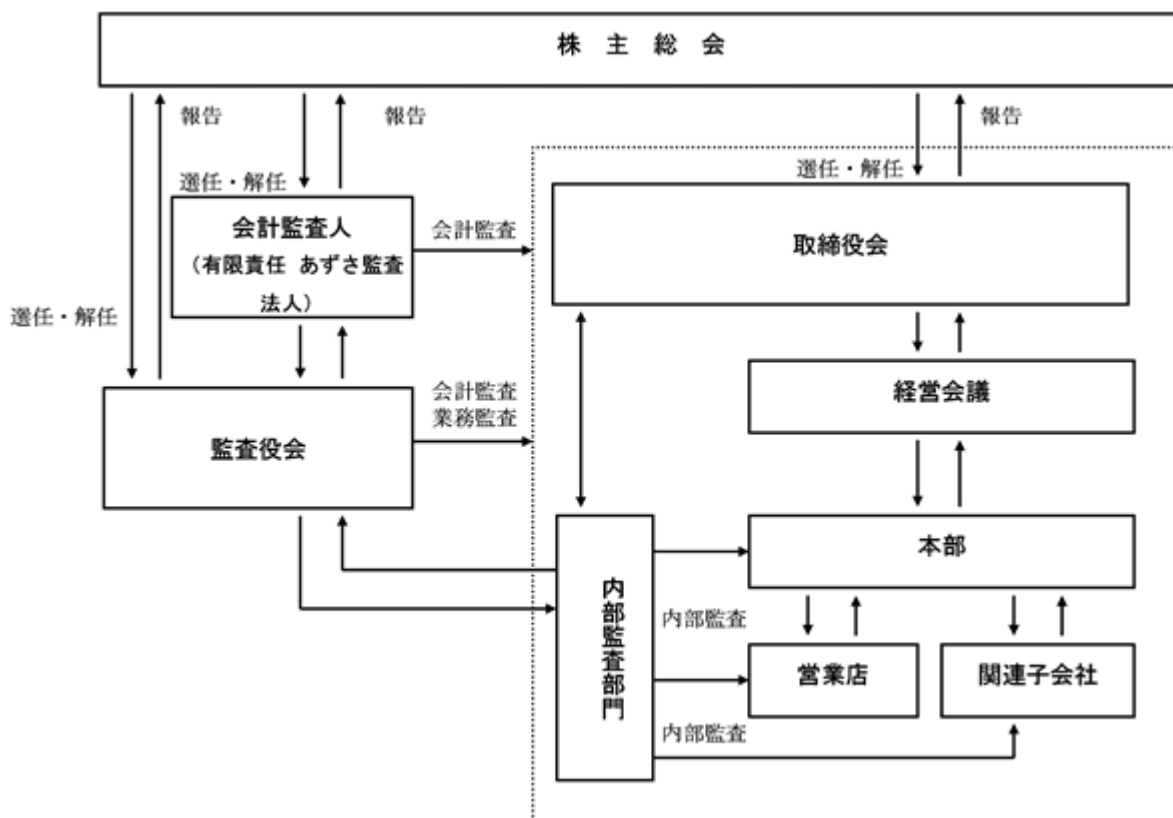 株 主 総 会
報告
報告
報告
選任・解任
選任・解任
会計監査人
（有限責任 あずさ監査
法人）
会計監査
取締役会
選任・解任
会計監査
業務監査
監査役会
経営会議
本部
内部監査部門
内部監査
営業店
関連子会社
内部監査